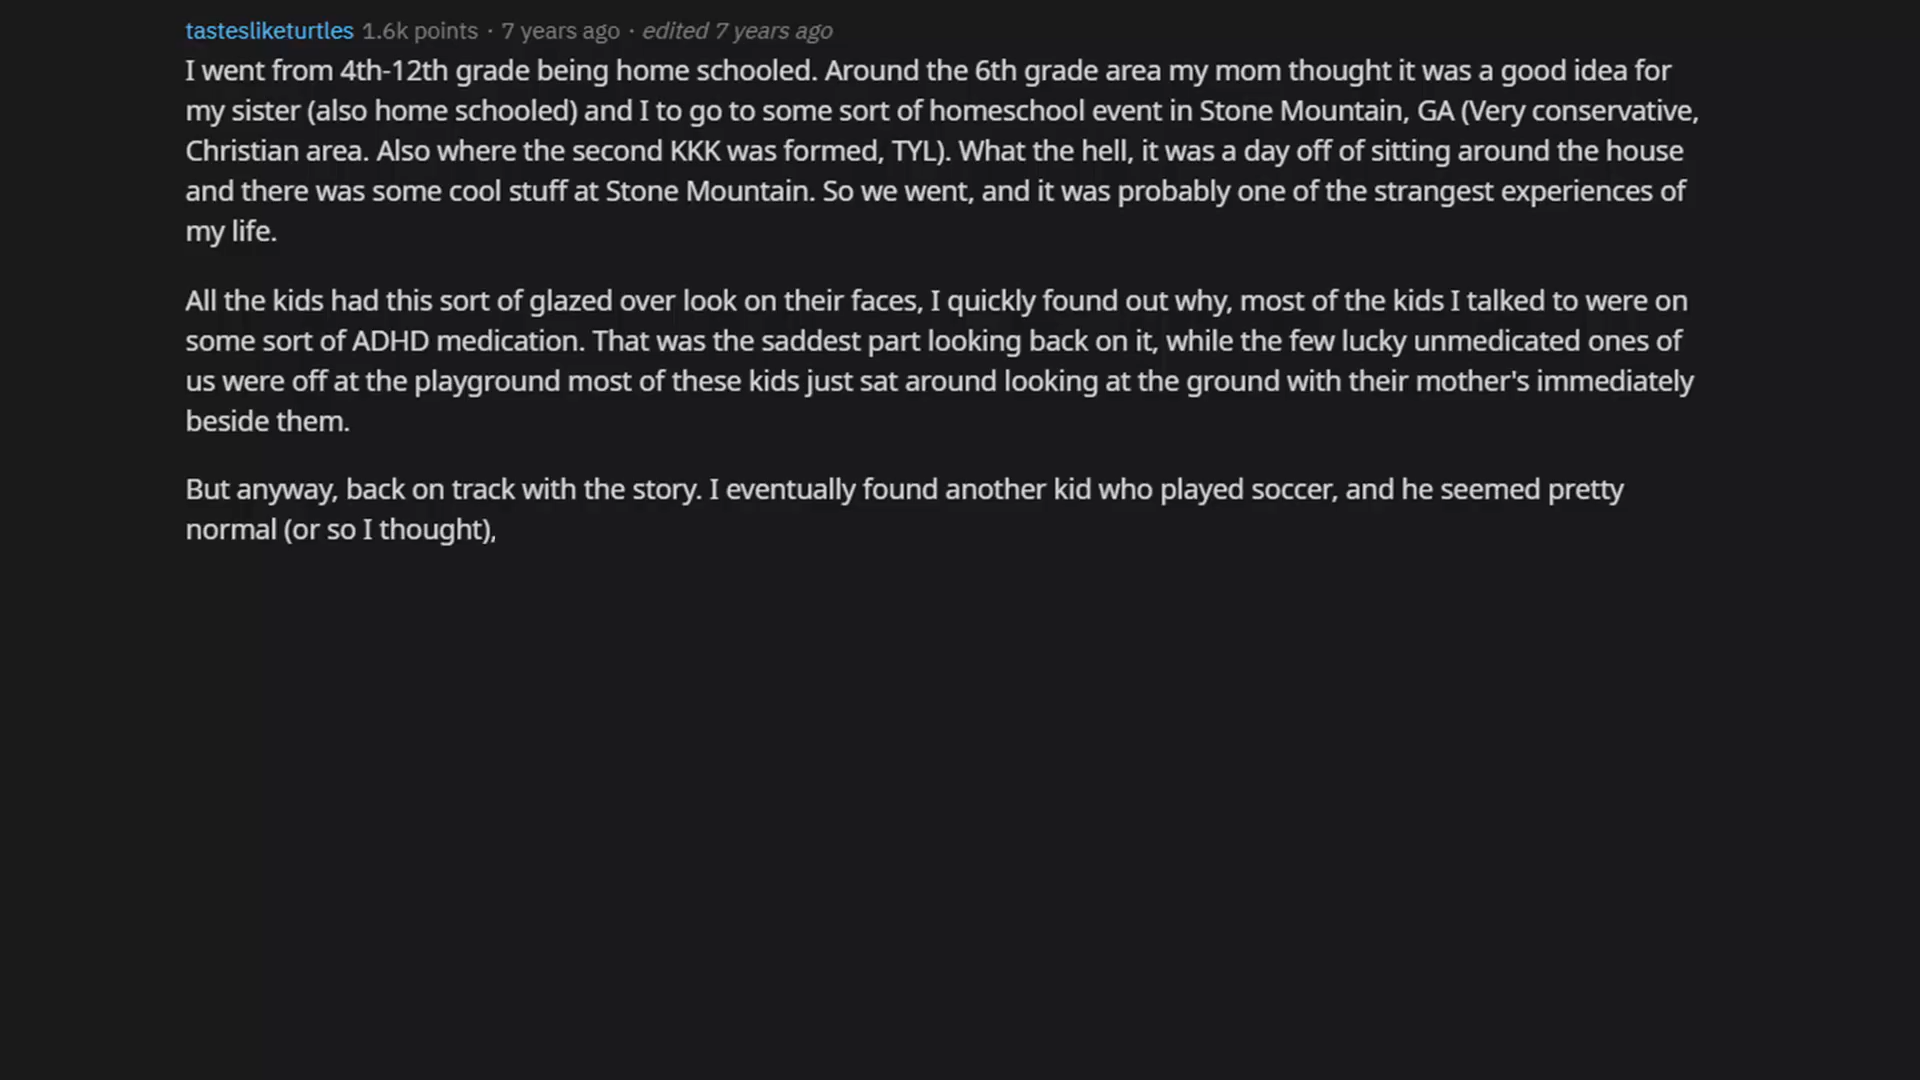 tastesliketurtles 1.6k points · 7 years ago · edited 7 years ago
I went from 4th-12th grade being home schooled. Around the 6th grade area my mom thought it was a good idea for
my sister (also home schooled) and I to go to some sort of homeschool event in Stone Mountain, GA (Very conservative,
Christian area. Also where the second KKK was formed, TYL). What the hell, it was a day off of sitting around the house
and there was some cool stuff at Stone Mountain. So we went, and it was probably one of the strangest experiences of
my life.
All the kids had this sort of glazed over look on their faces, I quickly found out why, most of the kids I talked to were on
some sort of ADHD medication. That was the saddest part looking back on it, while the few lucky unmedicated ones of
us were off at the playground most of these kids just sat around looking at the ground with their mother's immediately
beside them.
But anyway, back on track with the story. I eventually found another kid who played soccer, and he seemed pretty
normal (or so I thought),